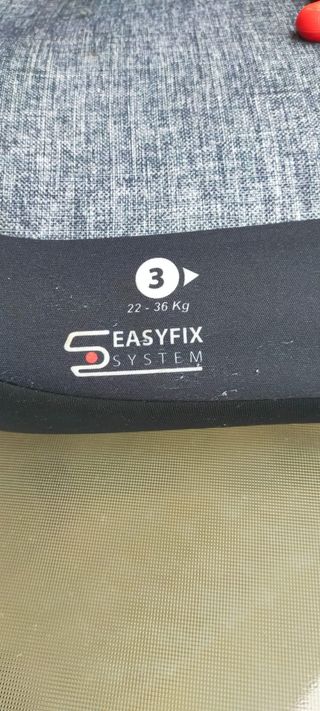 3
22 - 36 Kg
EASYFIX
SYSTEM